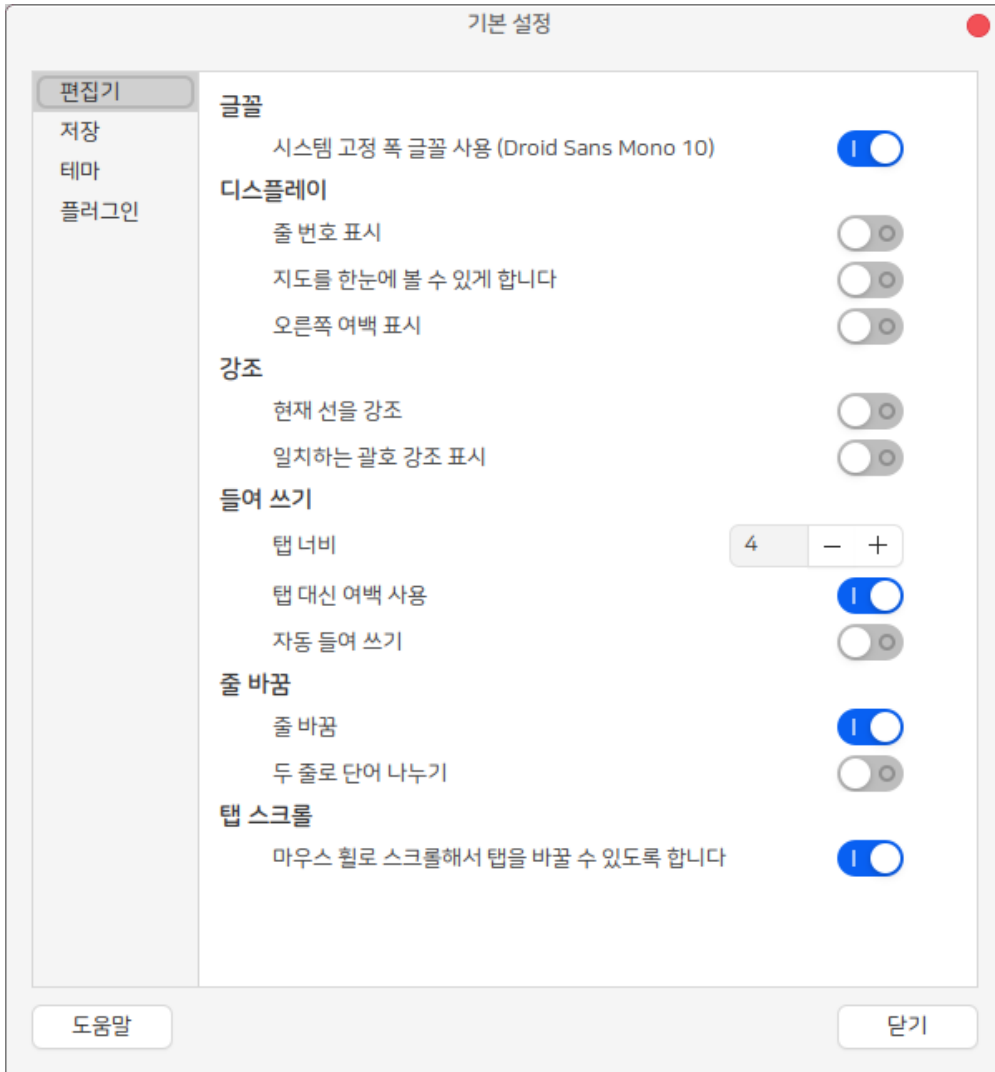 기본 설정
편집기
저장
테마
플러그인
글꼴
시스템 고정 폭 글꼴 사용 (Droid Sans Mono 10)
디스플레이
줄 번호 표시
지도를 한눈에 볼 수 있게 합니다
오른쪽 여백 표시
강조
현재 선을 강조
일치하는 괄호 강조 표시
들여 쓰기
탭 너비
4
탭 대신 여백 사용
자동 들여 쓰기
줄 바꿈
줄 바꿈
두 줄로 단어 나누기
탭 스크롤
마우스 휠로 스크롤해서 탭을 바꿀 수 있도록 합니다
도움말
닫기